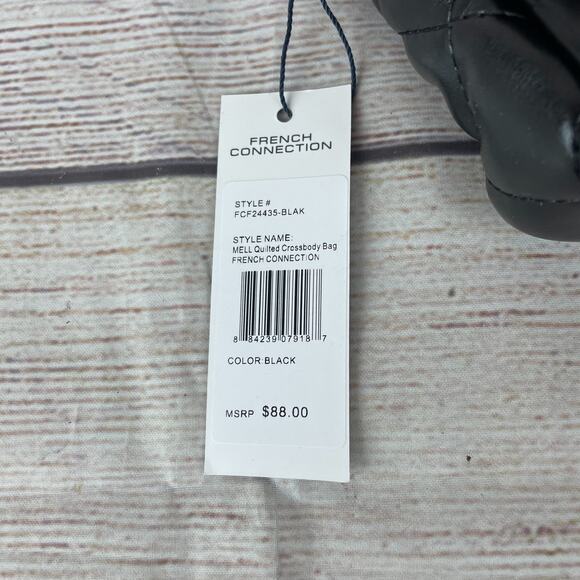 FRENCH
CONNECTION
STYLE #
FCF24435-BLAK
STYLE NAME:
MELL Quilted Crossbody Bag
FRENCH CONNECTION
8 84239 07918 7
COLOR:BLACK
MSRP $88.00